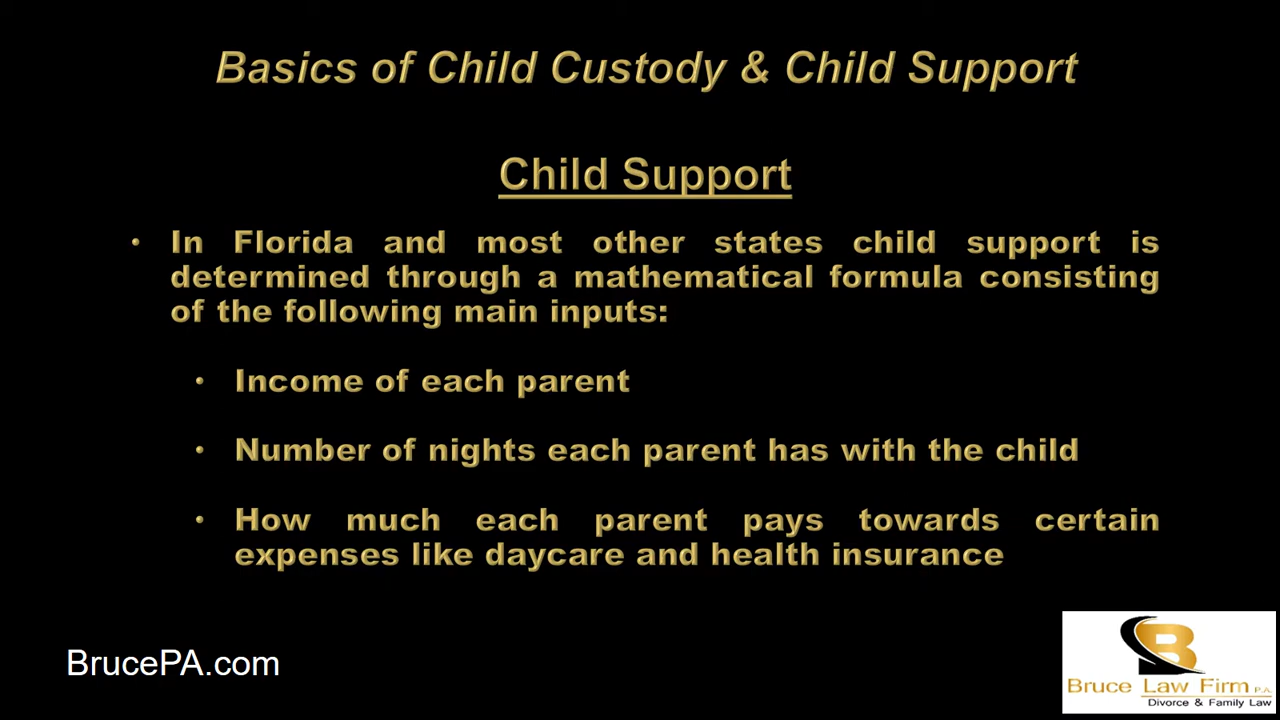 Basics of Child Custody & Child Support
Child Support
• In Florida and most other states child support is
determined through a mathematical formula consisting
of the following main inputs:
• Income of each parent
• Number of nights each parent has with the child
• How much each parent pays towards certain
expenses like daycare and health insurance
BrucePA.com
B
Bruce Law Firm P.A.
Divorce & Family Law